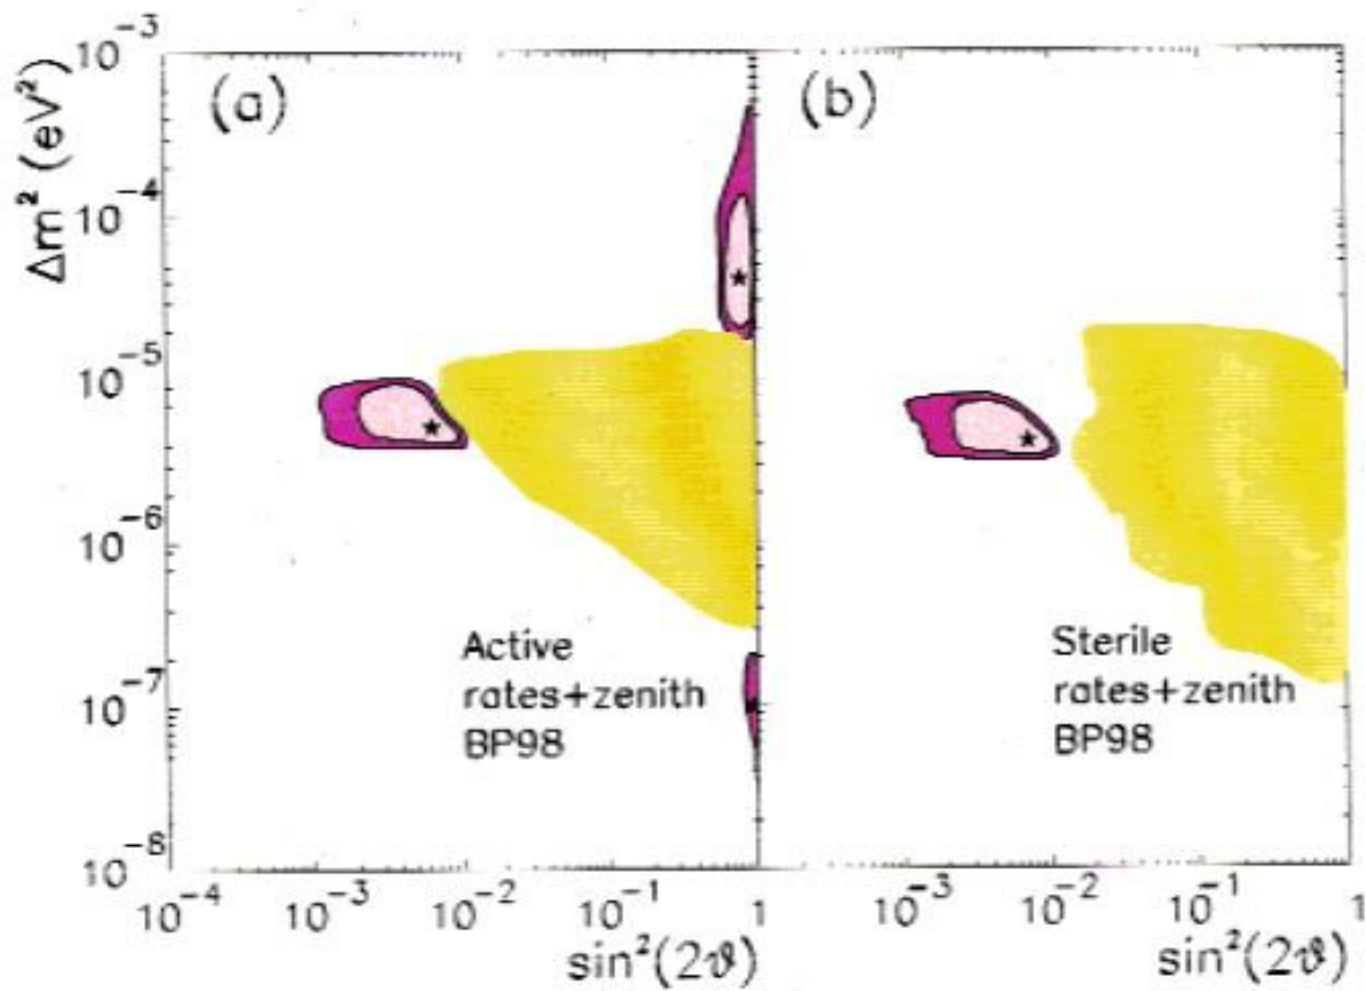 10⁻³
Δm² (eV²)
10⁻⁴
10⁻⁵
10⁻⁶
10⁻⁷
10⁻⁸
(a)
Active
rates+zenith
BP98
10⁻⁴ 10⁻³ 10⁻² 10⁻¹ 1
sin²(2ϑ)
(b)
Sterile
rates+zenith
BP98
10⁻³ 10⁻² 10⁻¹ 1
sin²(2ϑ)